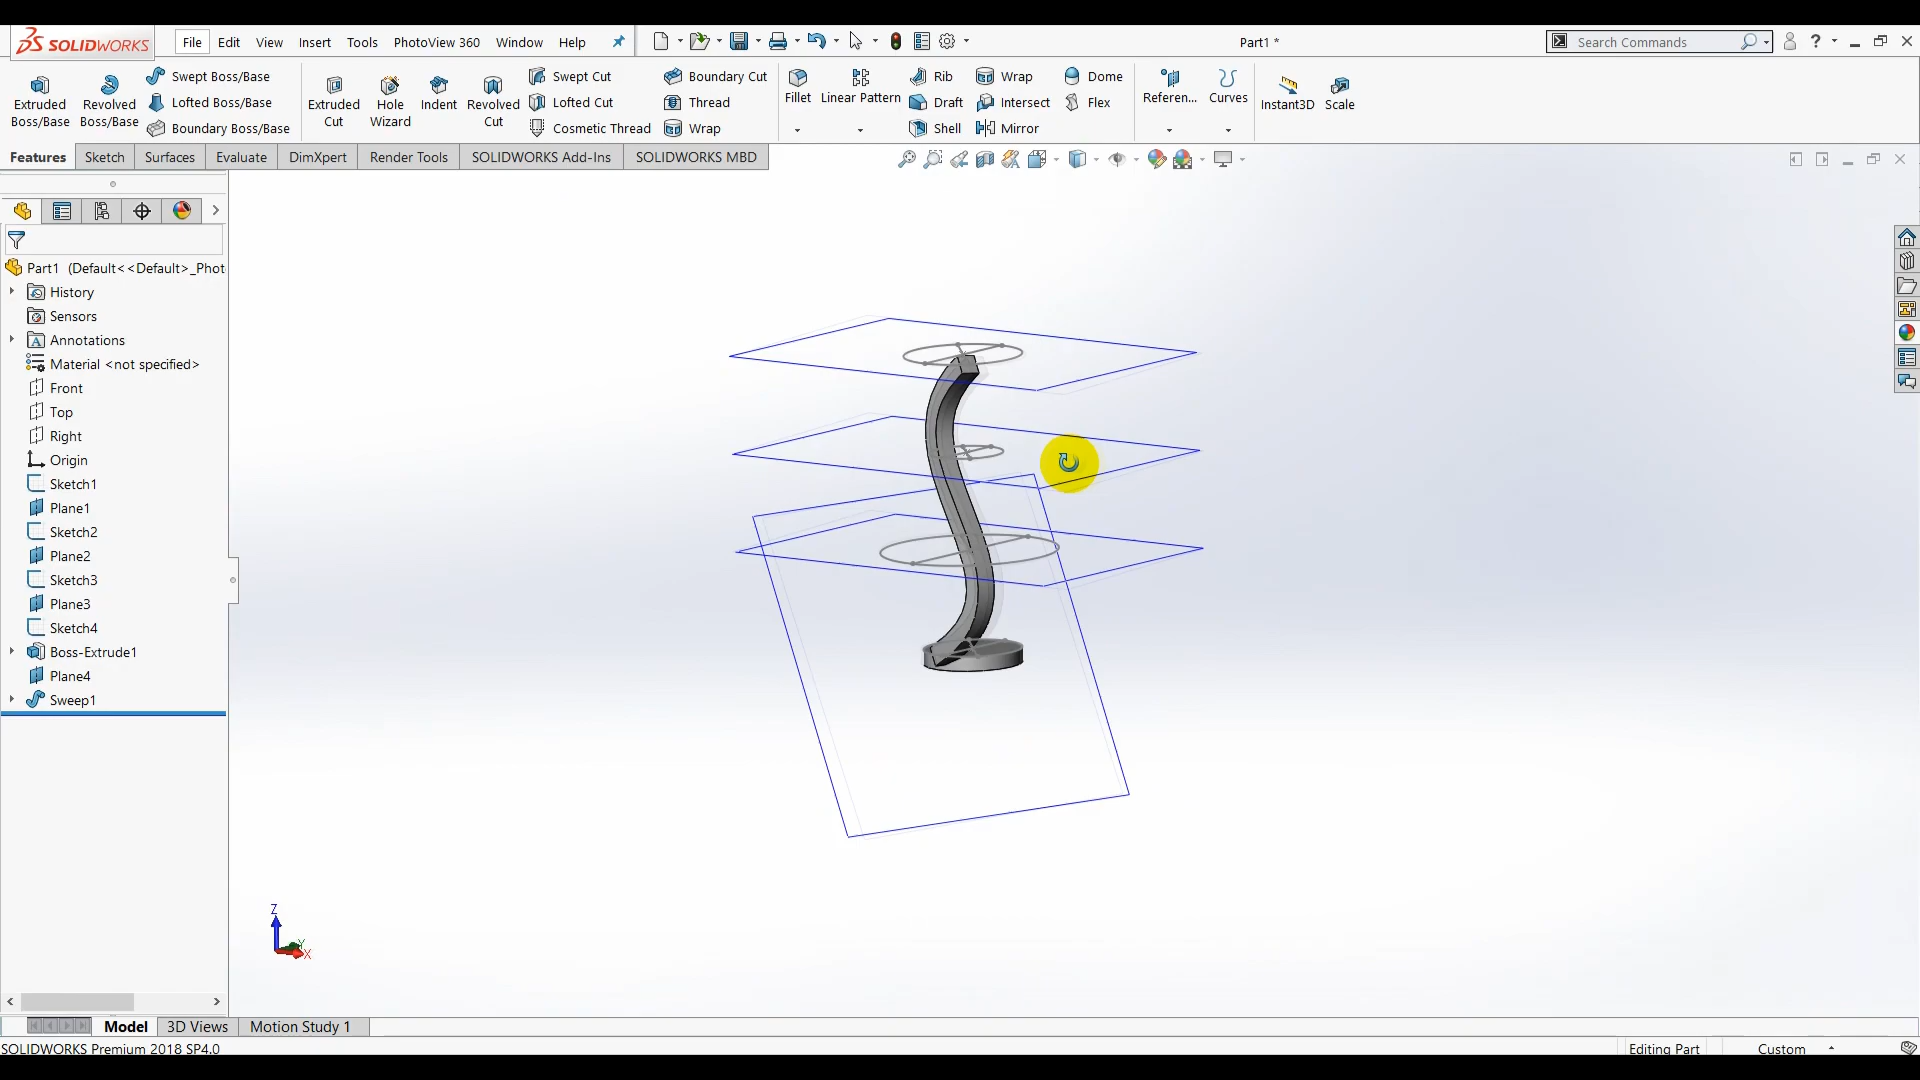 SOLIDWORKS File Edit View Insert Tools PhotoView 360 Window Help Part1 * Search Commands ?
Extruded Boss/Base
Revolved Boss/Base
Swept Boss/Base
Lofted Boss/Base
Boundary Boss/Base
Extruded Cut
Hole Wizard
Indent
Revolved Cut
Swept Cut
Lofted Cut
Cosmetic Thread
Boundary Cut
Thread
Wrap
Fillet
Linear Pattern
Rib
Draft
Shell
Wrap
Intersect
Mirror
Dome
Flex
Referen...
Curves
Instant3D
Scale
Features Sketch Surfaces Evaluate DimXpert Render Tools SOLIDWORKS Add-Ins SOLIDWORKS MBD
Part1 (Default<<Default>_Phot
History
Sensors
Annotations
Material <not specified>
Front
Top
Right
Origin
Sketch1
Plane1
Sketch2
Plane2
Sketch3
Plane3
Sketch4
Boss-Extrude1
Plane4
Sweep1
Z
Y
X
Model 3D Views Motion Study 1
SOLIDWORKS Premium 2018 SP4.0 Editing Part Custom